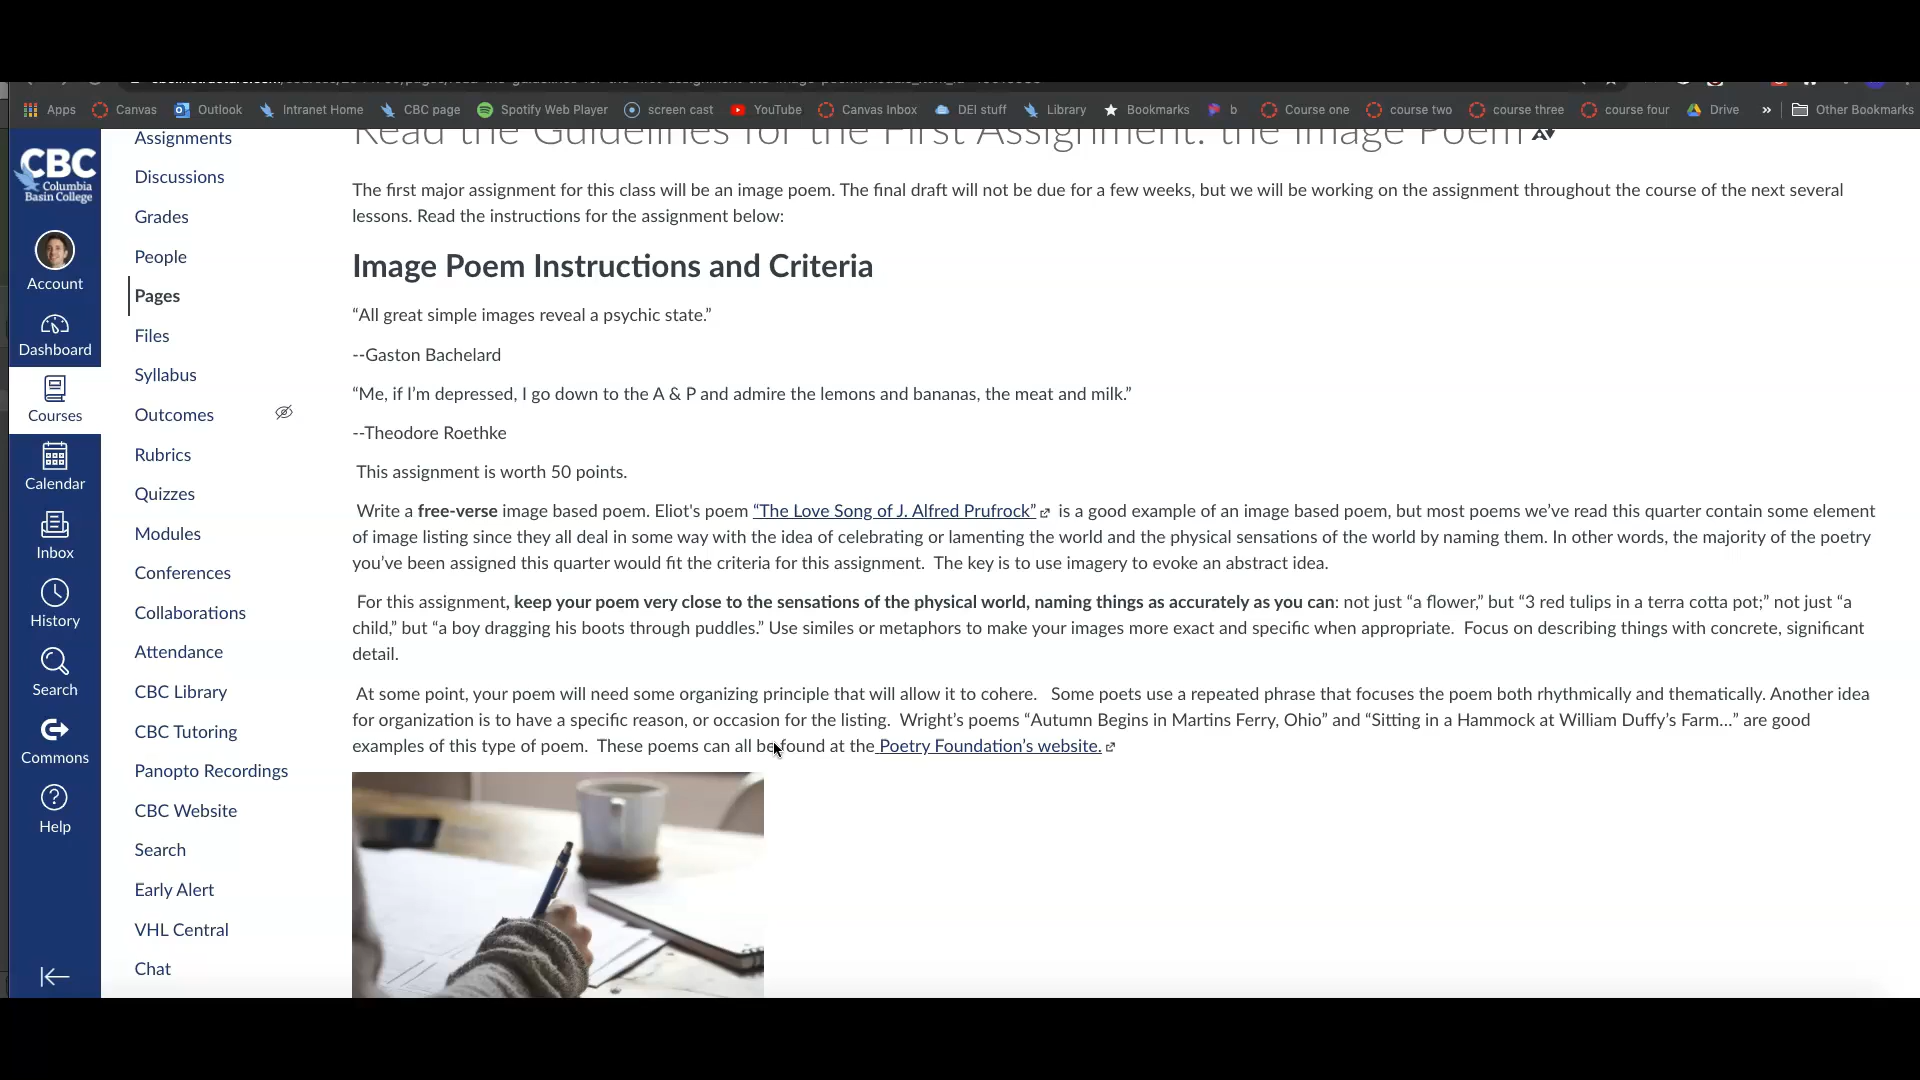 Apps Canvas Outlook Intranet Home CBC page Spotify Web Player screen cast YouTube Canvas Inbox DEI stuff Library Bookmarks b Course one course two course three course four Drive » Other Bookmarks
CBC
Columbia
Basin College
Account
Dashboard
Courses
Calendar
Inbox
History
Search
Commons
Help
Assignments
Discussions
Grades
People
Pages
Files
Syllabus
Outcomes
Rubrics
Quizzes
Modules
Conferences
Collaborations
Attendance
CBC Library
CBC Tutoring
Panopto Recordings
CBC Website
Search
Early Alert
VHL Central
Chat
Read the Guidelines for the First Assignment: the Image Poem
The first major assignment for this class will be an image poem. The final draft will not be due for a few weeks, but we will be working on the assignment throughout the course of the next several
lessons. Read the instructions for the assignment below:
Image Poem Instructions and Criteria
“All great simple images reveal a psychic state.”
--Gaston Bachelard
“Me, if I’m depressed, I go down to the A & P and admire the lemons and bananas, the meat and milk.”
--Theodore Roethke
This assignment is worth 50 points.
Write a free-verse image based poem. Eliot's poem “The Love Song of J. Alfred Prufrock” is a good example of an image based poem, but most poems we’ve read this quarter contain some element
of image listing since they all deal in some way with the idea of celebrating or lamenting the world and the physical sensations of the world by naming them. In other words, the majority of the poetry
you’ve been assigned this quarter would fit the criteria for this assignment. The key is to use imagery to evoke an abstract idea.
For this assignment, keep your poem very close to the sensations of the physical world, naming things as accurately as you can: not just “a flower,” but “3 red tulips in a terra cotta pot;” not just “a
child,” but “a boy dragging his boots through puddles.” Use similes or metaphors to make your images more exact and specific when appropriate. Focus on describing things with concrete, significant
detail.
At some point, your poem will need some organizing principle that will allow it to cohere. Some poets use a repeated phrase that focuses the poem both rhythmically and thematically. Another idea
for organization is to have a specific reason, or occasion for the listing. Wright’s poems “Autumn Begins in Martins Ferry, Ohio” and “Sitting in a Hammock at William Duffy’s Farm…” are good
examples of this type of poem. These poems can all be found at the Poetry Foundation’s website.